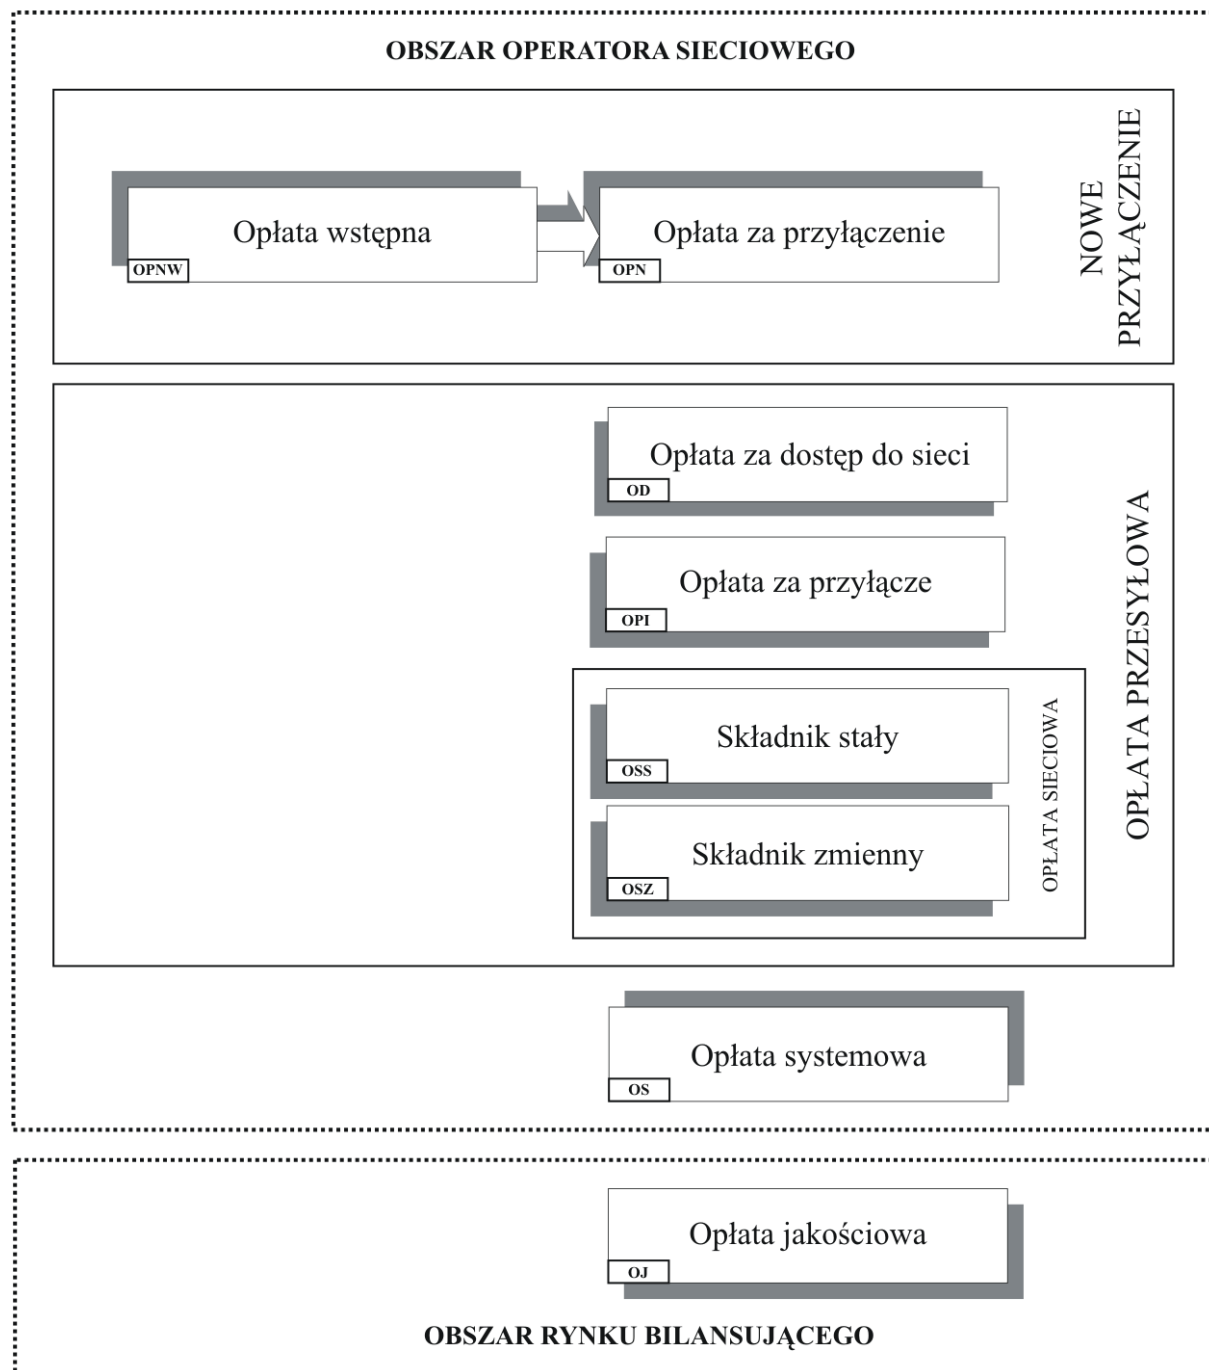 OBSZAR OPERATORA SIECIOWEGO
Opłata wstępna
OPNW
Opłata za przyłączenie
OPN
NOWE
PRZYŁĄCZENIE
Opłata za dostęp do sieci
OD
Opłata za przyłącze
OPI
Składnik stały
OSS
Składnik zmienny
OSZ
OPŁATA SIECIOWA
OPŁATA PRZESYŁOWA
Opłata systemowa
OS
Opłata jakościowa
OJ
OBSZAR RYNKU BILANSUJĄCEGO